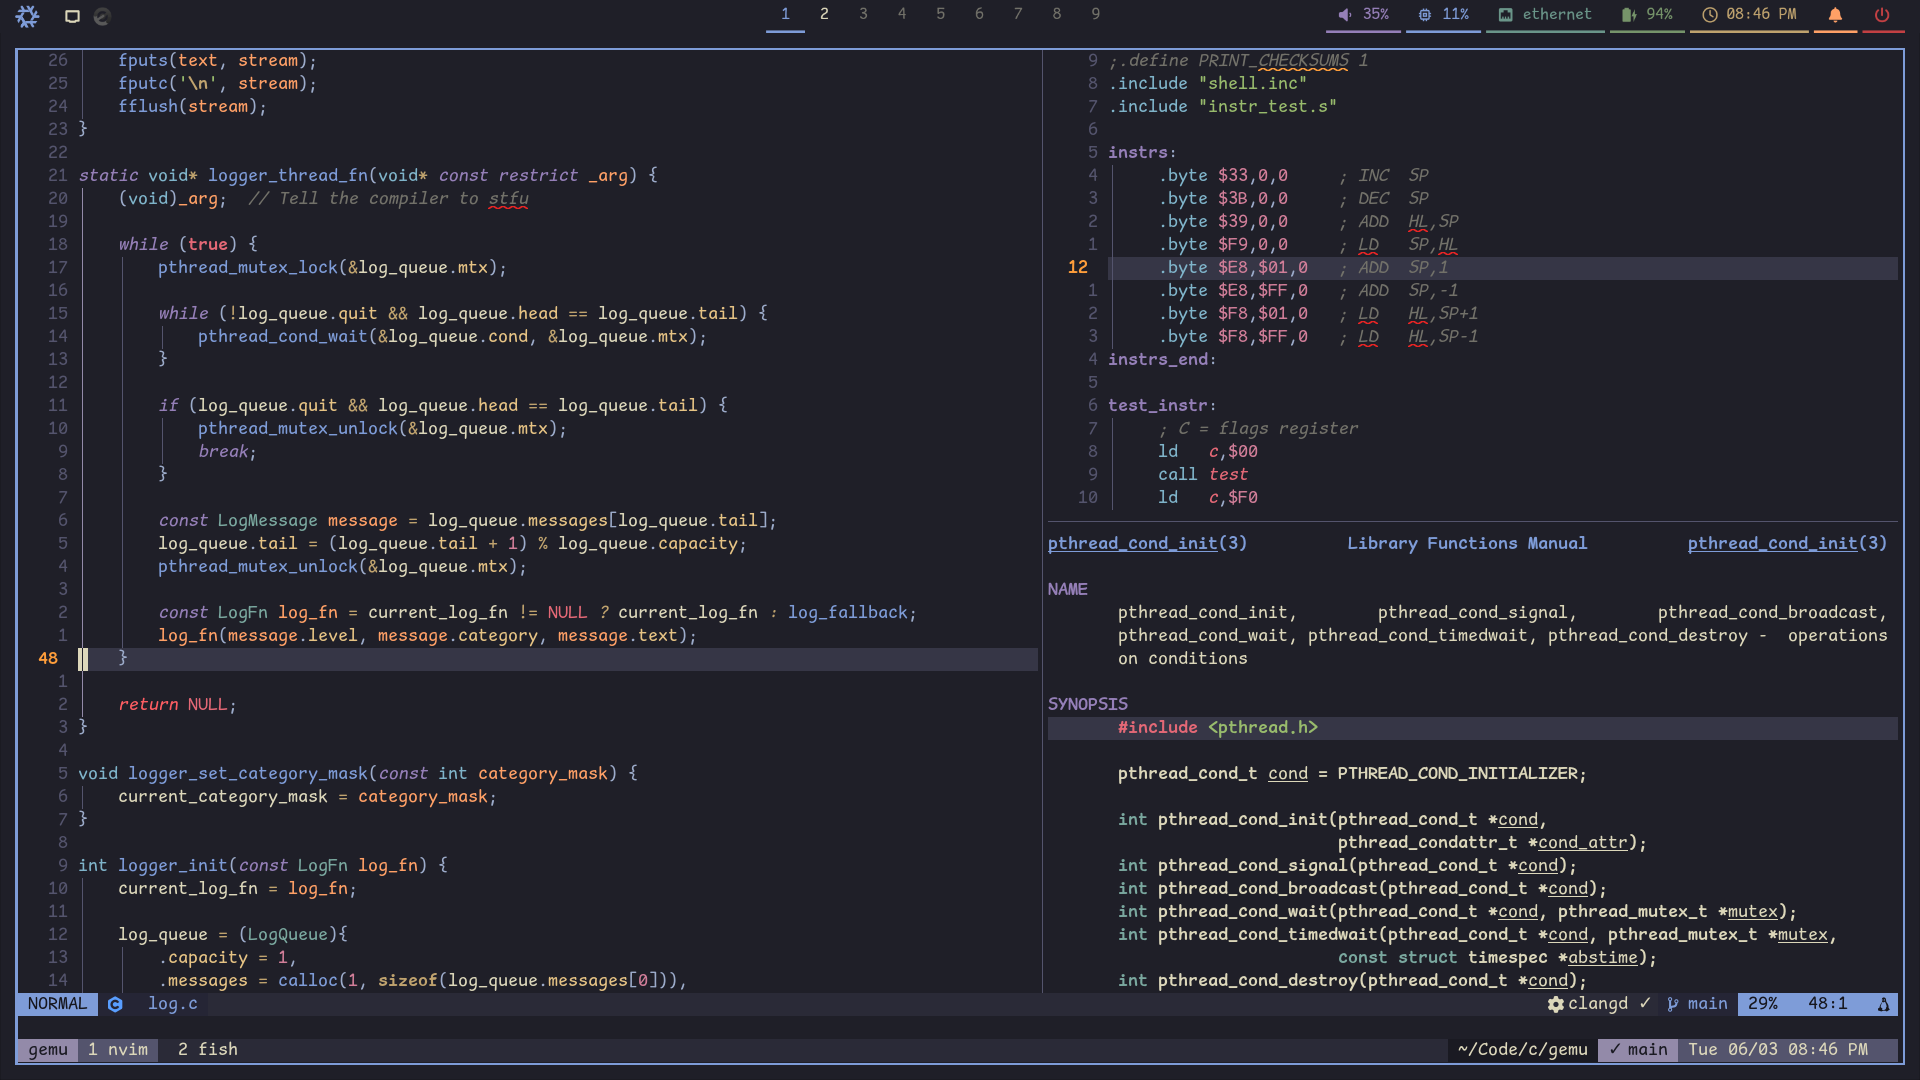 1 2 3 4 5 6 7 8 9
35% 11% ethernet 94% 08:46 PM
26     fputs(text, stream);
25     fputc('\n', stream);
24     fflush(stream);
23 }
22
21 static void* logger_thread_fn(void* const restrict _arg) {
20     (void)_arg;  // Tell the compiler to stfu
19
18     while (true) {
17         pthread_mutex_lock(&log_queue.mtx);
16
15         while (!log_queue.quit && log_queue.head == log_queue.tail) {
14             pthread_cond_wait(&log_queue.cond, &log_queue.mtx);
13         }
12
11         if (log_queue.quit && log_queue.head == log_queue.tail) {
10             pthread_mutex_unlock(&log_queue.mtx);
9             break;
8         }
7
6         const LogMessage message = log_queue.messages[log_queue.tail];
5         log_queue.tail = (log_queue.tail + 1) % log_queue.capacity;
4         pthread_mutex_unlock(&log_queue.mtx);
3
2         const LogFn log_fn = current_log_fn != NULL ? current_log_fn : log_fallback;
1         log_fn(message.level, message.category, message.text);
48     }
1
2     return NULL;
3 }
4
5 void logger_set_category_mask(const int category_mask) {
6     current_category_mask = category_mask;
7 }
8
9 int logger_init(const LogFn log_fn) {
10     current_log_fn = log_fn;
11
12     log_queue = (LogQueue){
13         .capacity = 1,
14         .messages = calloc(1, sizeof(log_queue.messages[0])),
9 ;.define PRINT_CHECKSUMS 1
8 .include "shell.inc"
7 .include "instr_test.s"
6
5 instrs:
4      .byte $33,0,0     ; INC  SP
3      .byte $3B,0,0     ; DEC  SP
2      .byte $39,0,0     ; ADD  HL,SP
1      .byte $F9,0,0     ; LD   SP,HL
12      .byte $E8,$01,0   ; ADD  SP,1
1      .byte $E8,$FF,0   ; ADD  SP,-1
2      .byte $F8,$01,0   ; LD   HL,SP+1
3      .byte $F8,$FF,0   ; LD   HL,SP-1
4 instrs_end:
5
6 test_instr:
7      ; C = flags register
8      ld   c,$00
9      call test
10      ld   c,$F0
pthread_cond_init(3)          Library Functions Manual          pthread_cond_init(3)
NAME
pthread_cond_init,        pthread_cond_signal,        pthread_cond_broadcast,
pthread_cond_wait, pthread_cond_timedwait, pthread_cond_destroy -  operations
on conditions
SYNOPSIS
#include <pthread.h>
pthread_cond_t cond = PTHREAD_COND_INITIALIZER;
int pthread_cond_init(pthread_cond_t *cond,
pthread_condattr_t *cond_attr);
int pthread_cond_signal(pthread_cond_t *cond);
int pthread_cond_broadcast(pthread_cond_t *cond);
int pthread_cond_wait(pthread_cond_t *cond, pthread_mutex_t *mutex);
int pthread_cond_timedwait(pthread_cond_t *cond, pthread_mutex_t *mutex,
const struct timespec *abstime);
int pthread_cond_destroy(pthread_cond_t *cond);
NORMAL log.c clangd ✓ main 29% 48:1
gemu 1 nvim 2 fish ~/Code/c/gemu ✓ main Tue 06/03 08:46 PM